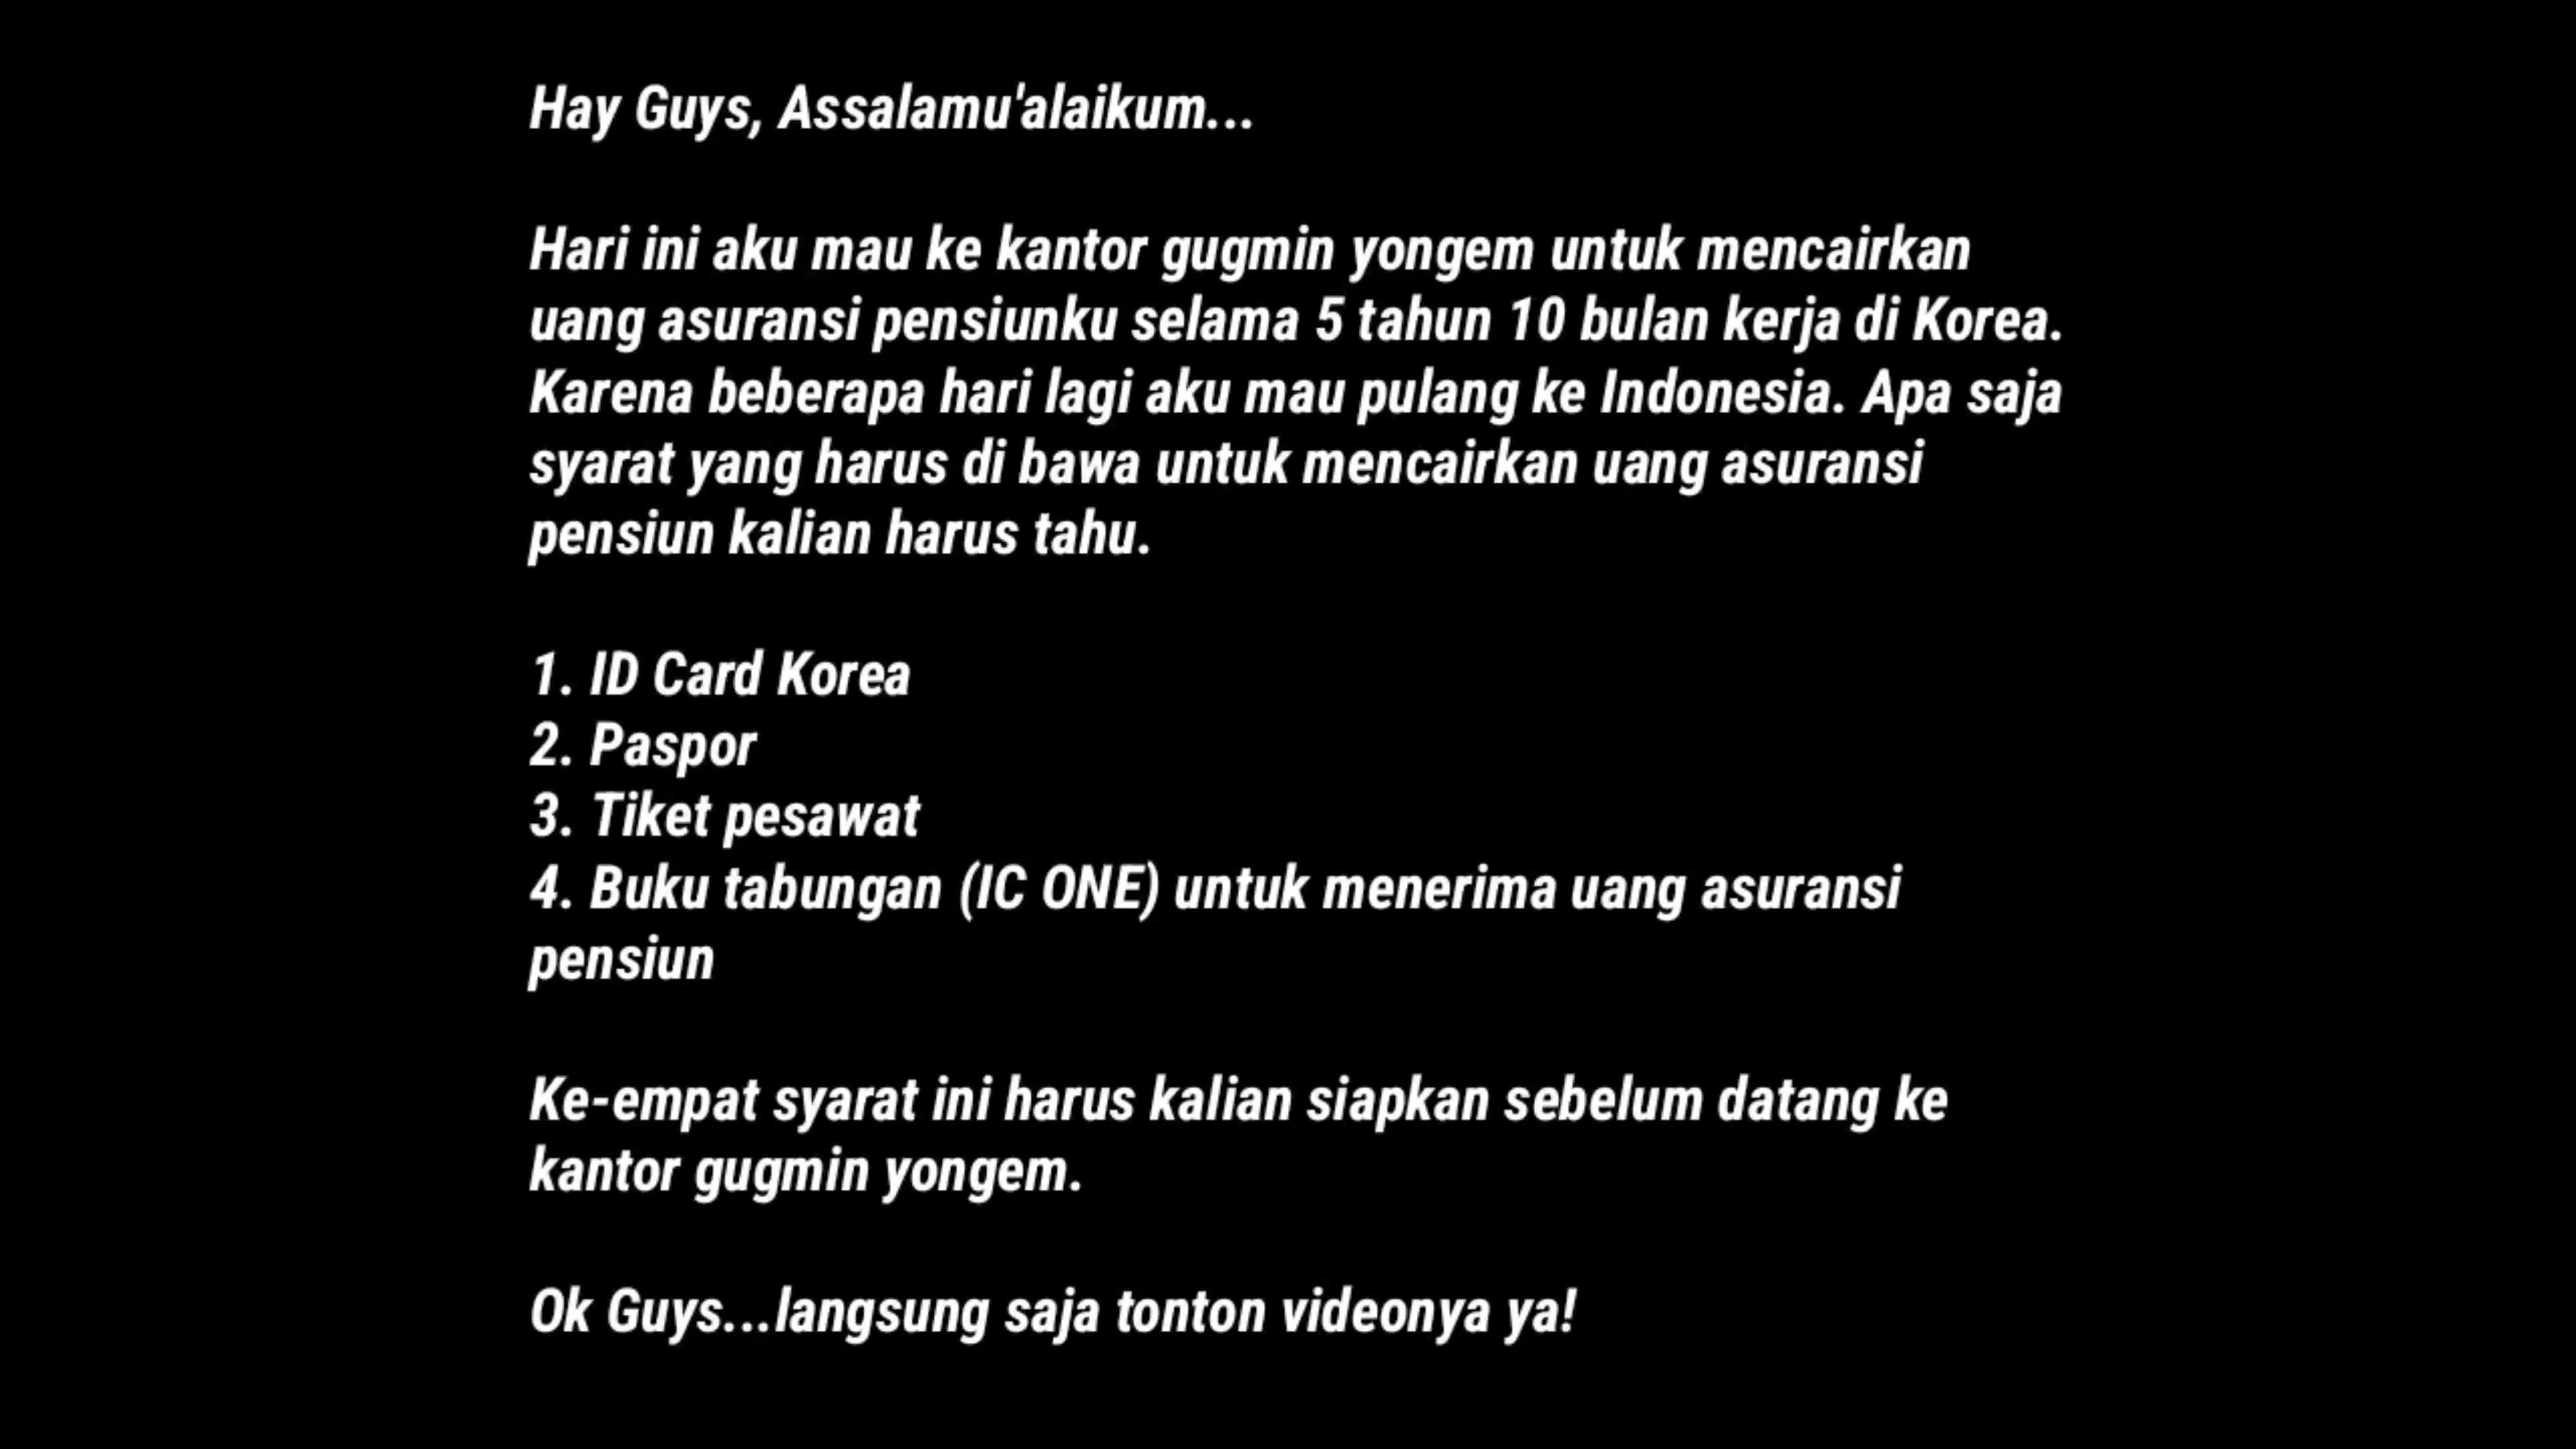 Hay Guys, Assalamu'alaikum...
Hari ini aku mau ke kantor gugmin yongem untuk mencairkan
uang asuransi pensiunku selama 5 tahun 10 bulan kerja di Korea.
Karena beberapa hari lagi aku mau pulang ke Indonesia. Apa saja
syarat yang harus di bawa untuk mencairkan uang asuransi
pensiun kalian harus tahu.
1. ID Card Korea
2. Paspor
3. Tiket pesawat
4. Buku tabungan (IC ONE) untuk menerima uang asuransi
pensiun
Ke-empat syarat ini harus kalian siapkan sebelum datang ke
kantor gugmin yongem.
Ok Guys...langsung saja tonton videonya ya!